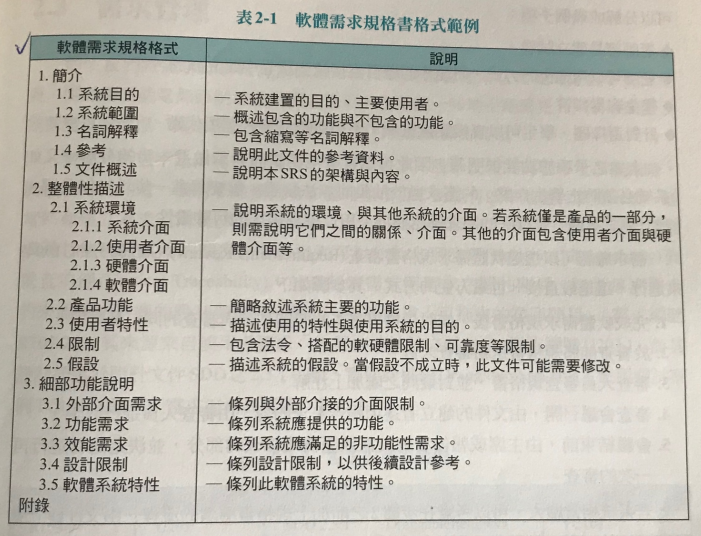 表2-1 軟體需求規格書格式範例
軟體需求規格格式 說明
1. 簡介
1.1 系統目的 — 系統建置的目的、主要使用者。
1.2 系統範圍 — 概述包含的功能與不包含的功能。
1.3 名詞解釋 — 包含縮寫等名詞解釋。
1.4 參考 — 說明此文件的參考資料。
1.5 文件概述 — 說明本SRS的架構與內容。
2. 整體性描述
2.1 系統環境 — 說明系統的環境、與其他系統的介面。若系統僅是產品的一部分，
2.1.1 系統介面 則需說明它們之間的關係、介面。其他的介面包含使用者介面與硬
2.1.2 使用者介面 體介面等。
2.1.3 硬體介面
2.1.4 軟體介面
2.2 產品功能 — 簡略敘述系統主要的功能。
2.3 使用者特性 — 描述使用的特性與使用系統的目的。
2.4 限制 — 包含法令、搭配的軟硬體限制、可靠度等限制。
2.5 假設 — 描述系統的假設。當假設不成立時，此文件可能需要修改。
3. 細部功能說明
3.1 外部介面需求 — 條列與外部介接的介面限制。
3.2 功能需求 — 條列系統應提供的功能。
3.3 效能需求 — 條列系統應滿足的非功能性需求。
3.4 設計限制 — 條列設計限制，以供後續設計參考。
3.5 軟體系統特性 — 條列此軟體系統的特性。
附錄